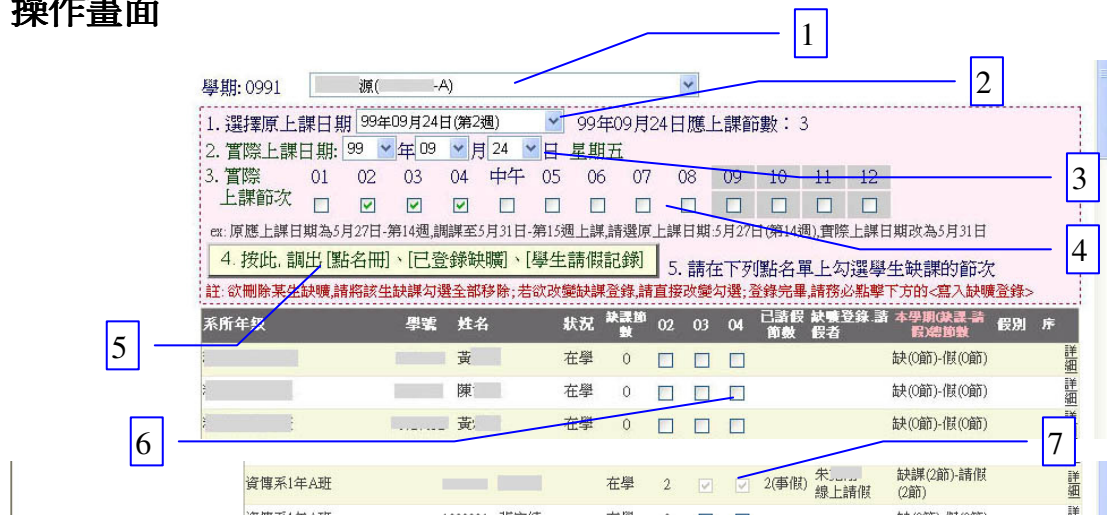 操作畫面
1
學期: 0991 源( -A)
2
1. 選擇原上課日期 99年09月24日(第2週) 99年09月24日應上課節數: 3
2. 實際上課日期: 99 年 09 月 24 日 星期五
3
3. 實際上課節次 01 02 03 04 中午 05 06 07 08 09 10 11 12
ex: 原應上課日期為5月27日-第14週,調課至5月31日-第15週上課,請選原上課日期:5月27日(第14週),實際上課日期改為5月31日
4
4. 按此, 調出[點名冊]、[已登錄缺曠]、[學生請假記錄] 5. 請在下列點名單上勾選學生缺課的節次
註: 欲刪除某生缺曠,請將該生缺課勾選全部移除; 若欲改變缺課登錄,請直接改變勾選; 登錄完畢,請務必點擊下方的<寫入缺曠登錄>
系所年級 學號 姓名 狀況 缺課節數 02 03 04 已請假節數 缺曠登錄.請假者 本學期(缺課-請假)總節數 假別 序
5
黃 在學 0 缺(0節)-假(0節) 詳細
陳 在學 0 缺(0節)-假(0節) 詳細
黃 在學 0 缺(0節)-假(0節)
6
7
資傳系1年A班 在學 2 2(事假) 朱 線上請假 缺課(2節)-請假(2節) 詳細